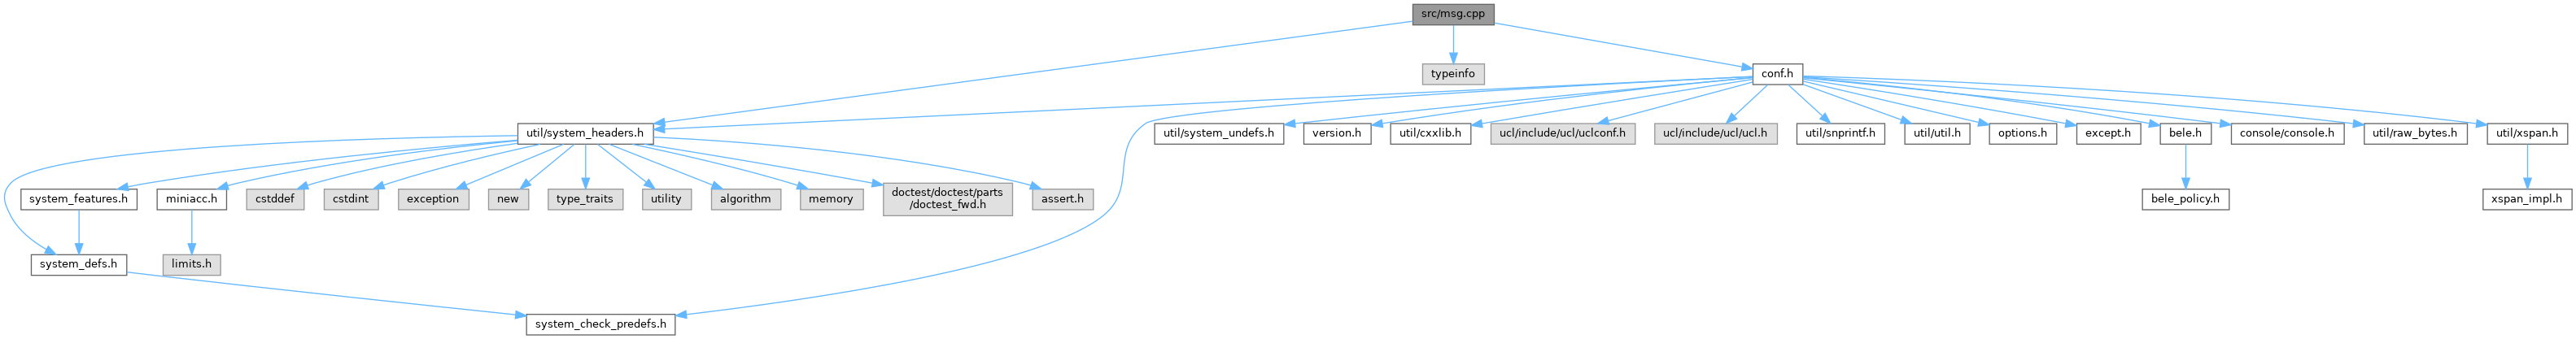 src/msg.cpp
typeinfo
conf.h
util/system_headers.h
util/system_undefs.h
version.h
util/cxxlib.h
ucl/include/ucl/uclconf.h
ucl/include/ucl/ucl.h
util/snprintf.h
util/util.h
options.h
except.h
bele.h
console/console.h
util/raw_bytes.h
util/xspan.h
system_features.h
miniacc.h
cstddef
cstdint
exception
new
type_traits
utility
algorithm
memory
doctest/doctest/parts
/doctest_fwd.h
assert.h
bele_policy.h
xspan_impl.h
system_defs.h
limits.h
system_check_predefs.h